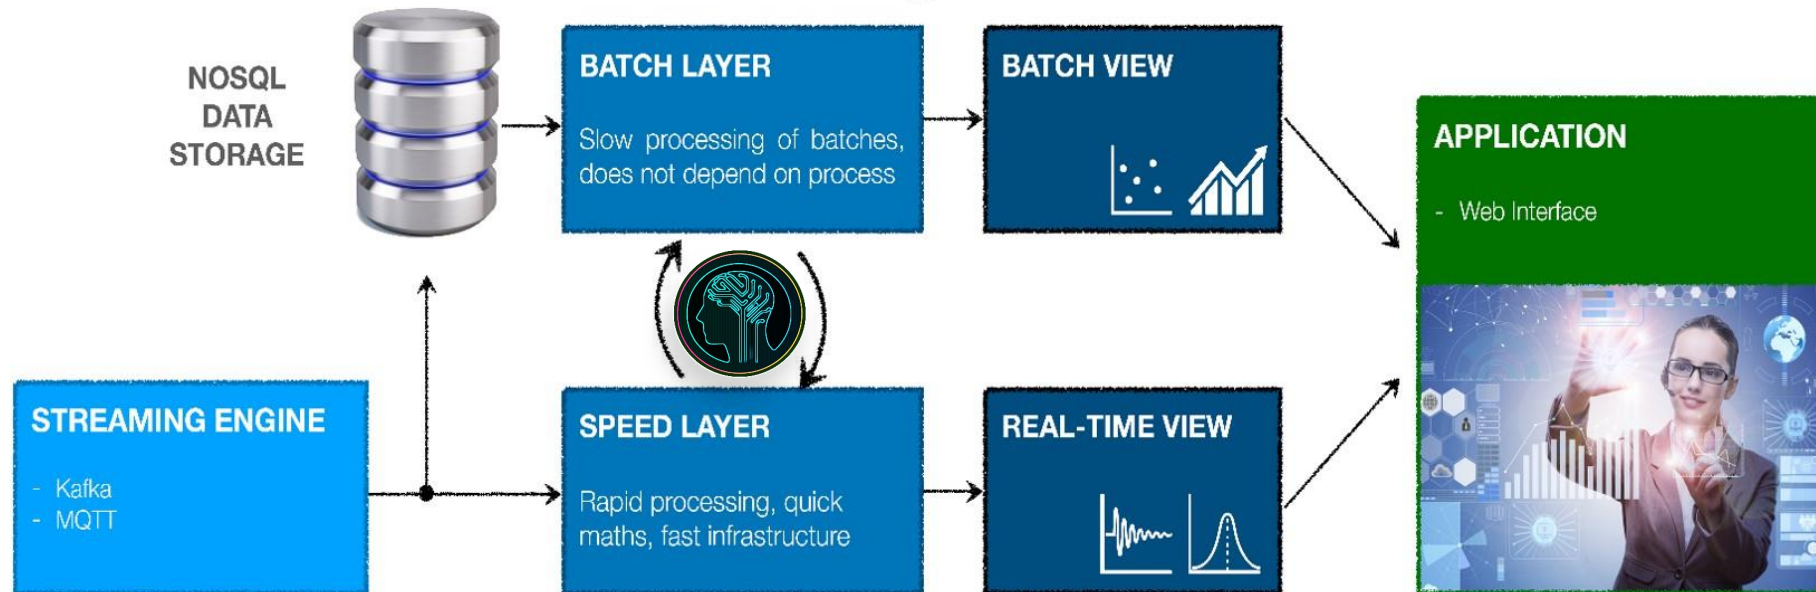 NOSQL
DATA
STORAGE
BATCH LAYER
Slow processing of batches,
does not depend on process
BATCH VIEW
APPLICATION
- Web Interface
STREAMING ENGINE
- Kafka
- MQTT
SPEED LAYER
Rapid processing, quick
maths, fast infrastructure
REAL-TIME VIEW